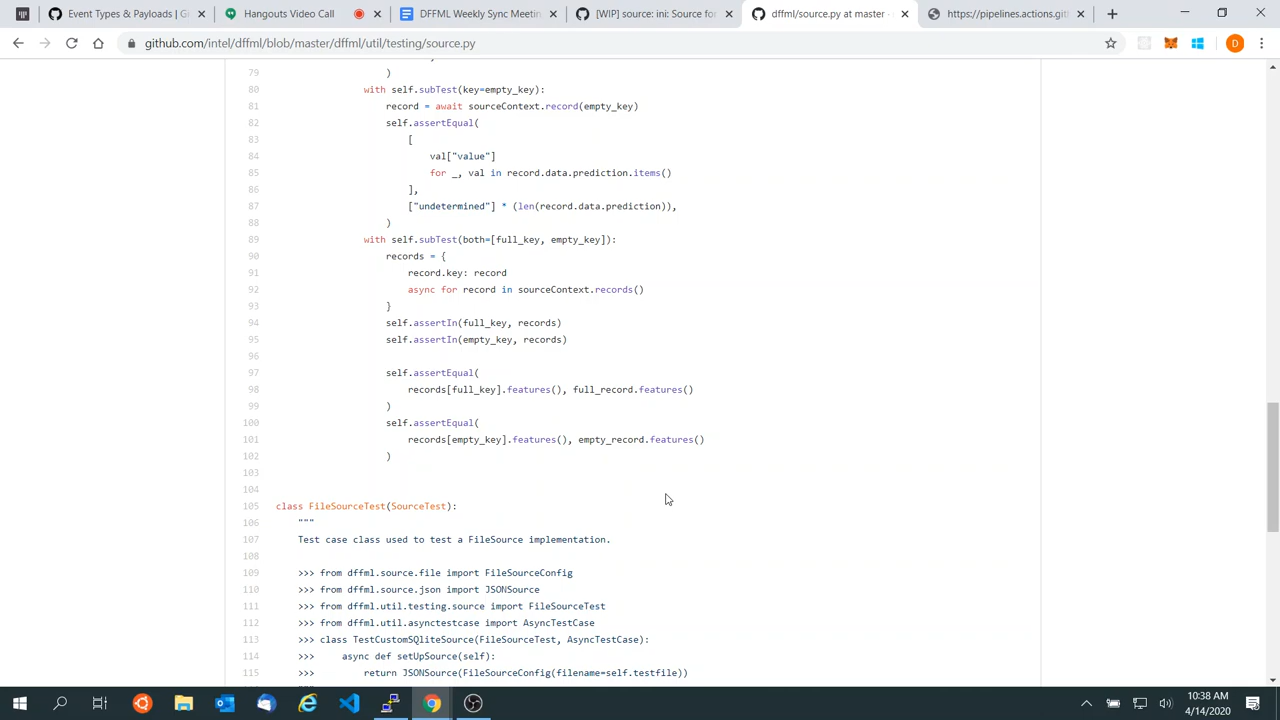 Event Types & Payloads | G
Hangouts Video Call
DFFML Weekly Sync Meetin
[WIP] source: ini: Source fo
dffml/source.py at master ·
https://pipelines.actions.gith
github.com/intel/dffml/blob/master/dffml/util/testing/source.py
D
79 )
80 with self.subTest(key=empty_key):
81 record = await sourceContext.record(empty_key)
82 self.assertEqual(
83 [
84 val["value"]
85 for _, val in record.data.prediction.items()
86 ],
87 ["undetermined"] * (len(record.data.prediction)),
88 )
89 with self.subTest(both=[full_key, empty_key]):
90 records = {
91 record.key: record
92 async for record in sourceContext.records()
93 }
94 self.assertIn(full_key, records)
95 self.assertIn(empty_key, records)
96
97 self.assertEqual(
98 records[full_key].features(), full_record.features()
99 )
100 self.assertEqual(
101 records[empty_key].features(), empty_record.features()
102 )
103
104
105 class FileSourceTest(SourceTest):
106 """
107 Test case class used to test a FileSource implementation.
108
109 >>> from dffml.source.file import FileSourceConfig
110 >>> from dffml.source.json import JSONSource
111 >>> from dffml.util.testing.source import FileSourceTest
112 >>> from dffml.util.asynctestcase import AsyncTestCase
113 >>> class TestCustomSQliteSource(FileSourceTest, AsyncTestCase):
114 >>> async def setUpSource(self):
115 >>> return JSONSource(FileSourceConfig(filename=self.testfile))
10:38 AM
4/14/2020